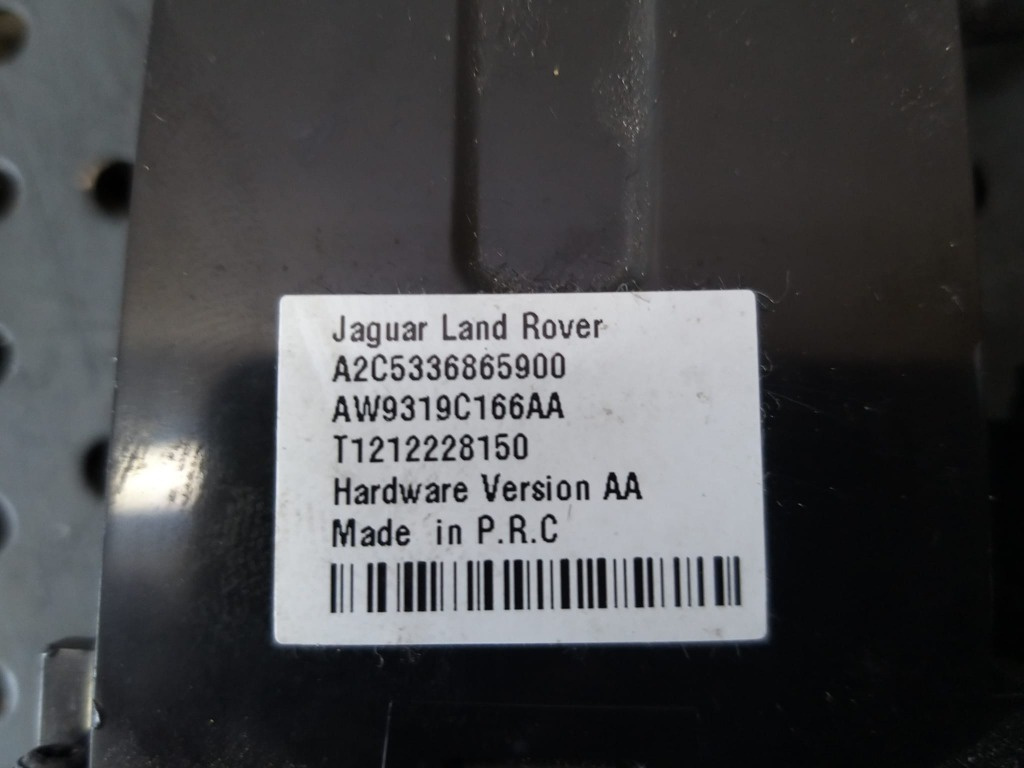 Jaguar Land Rover
A2C5336865900
AW9319C166AA
T1212228150
Hardware Version AA
Made in P.R.C